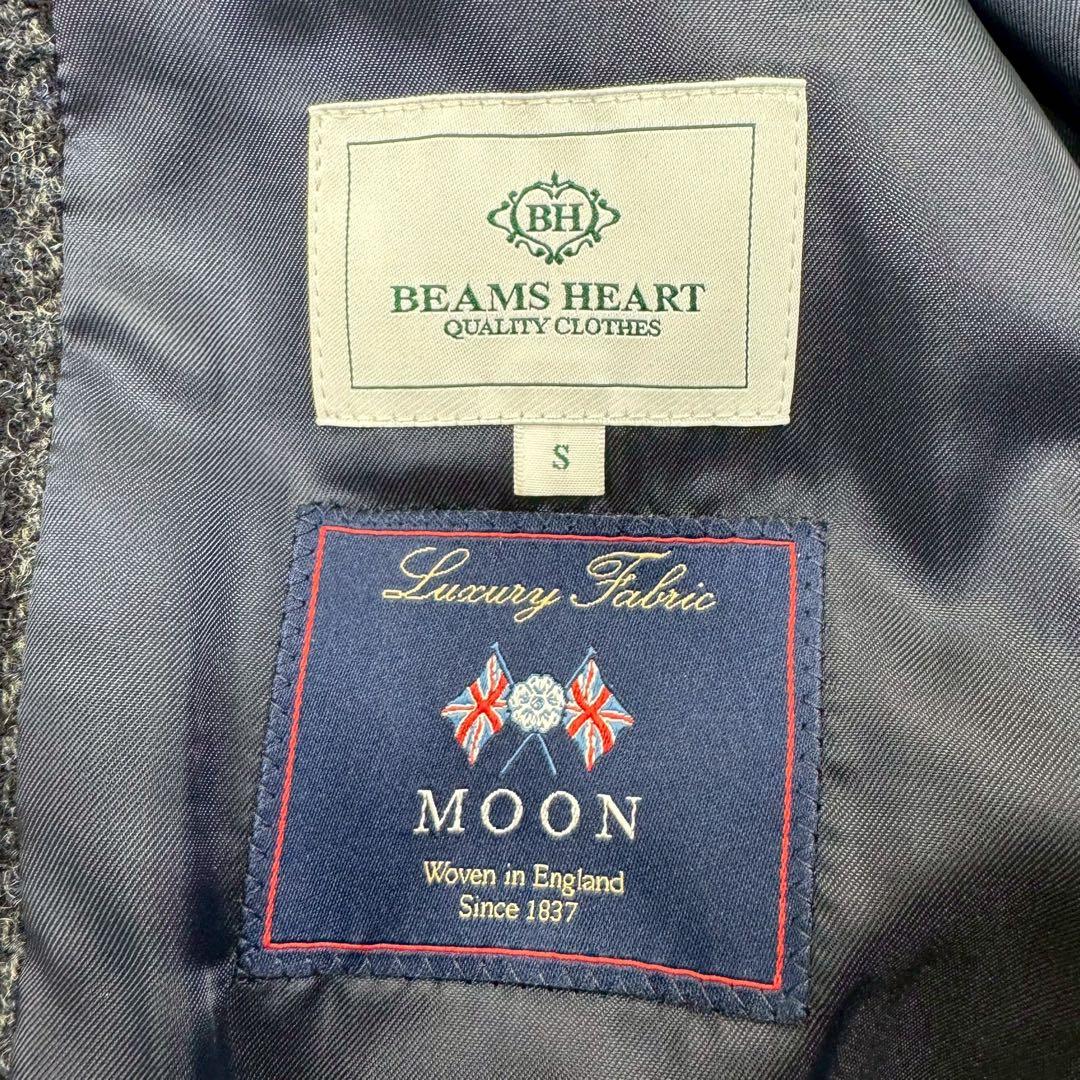 BH
BEAMS HEART
QUALITY CLOTHES
S
Luxury Fabric
MOON
Woven in England
Since 1837